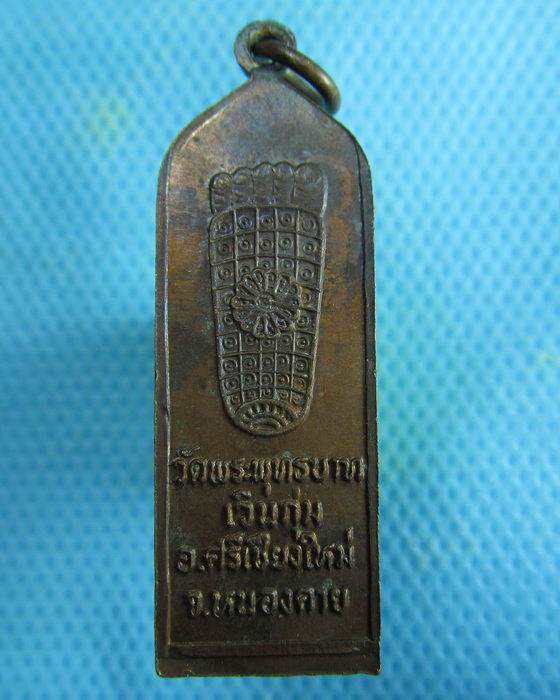 วัดพระพุทธบาท
เวินกุ่ม
อ.ศรีเชียงใหม่
จ.หนองคาย